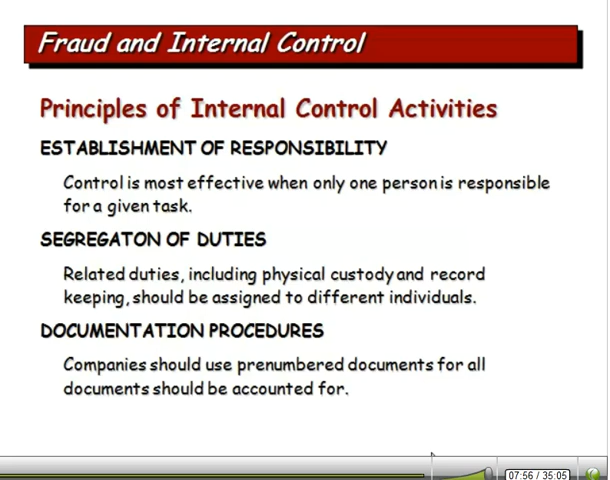 Fraud and Internal Control
Principles of Internal Control Activities
ESTABLISHMENT OF RESPONSIBILITY
Control is most effective when only one person is responsible
for a given task.
SEGREGATON OF DUTIES
Related duties, including physical custody and record
keeping, should be assigned to different individuals.
DOCUMENTATION PROCEDURES
Companies should use prenumbered documents for all
documents should be accounted for.
07:56 / 35:05